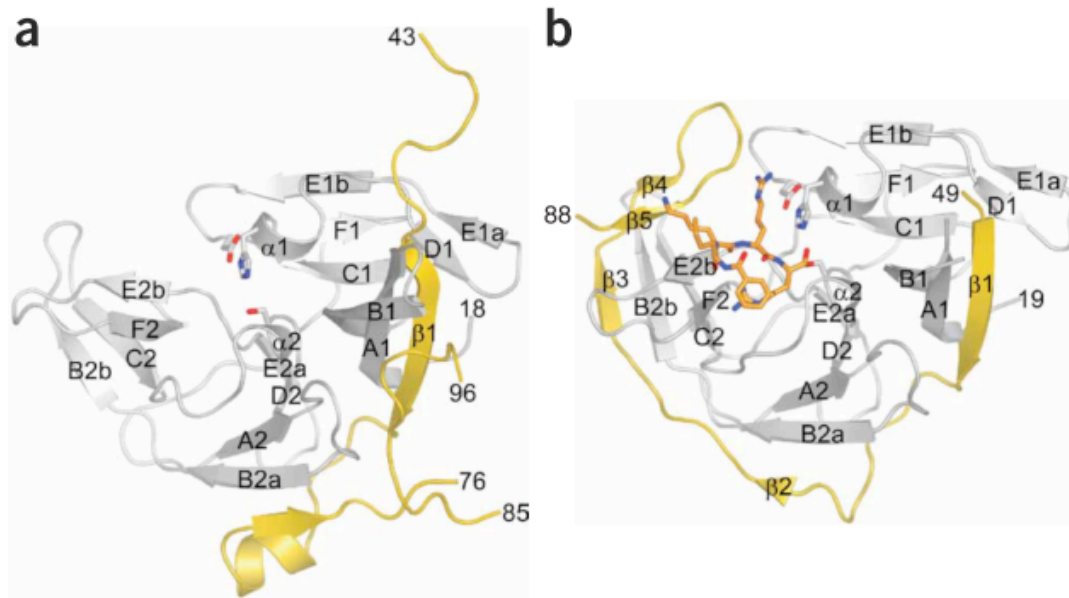 a
43
E1b
F1
E1a
α1
D1
C1
E2b
B1
18
F2
α2
A1
β1
C2
B2b
E2a
D2
96
A2
B2a
76
85
b
E1b
β4
F1
E1a
α1
49
88
β5
D1
C1
β3
E2b
B1
β1
B2b
F2
α2
A1
19
C2
E2a
D2
A2
B2a
β2